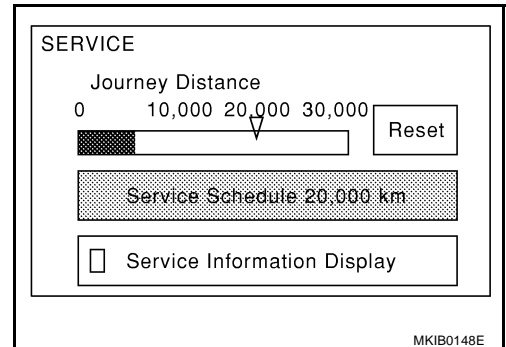 SERVICE
Journey Distance
0 10,000 20,000 30,000
Reset
Service Schedule 20,000 km
Service Information Display
MKIB0148E